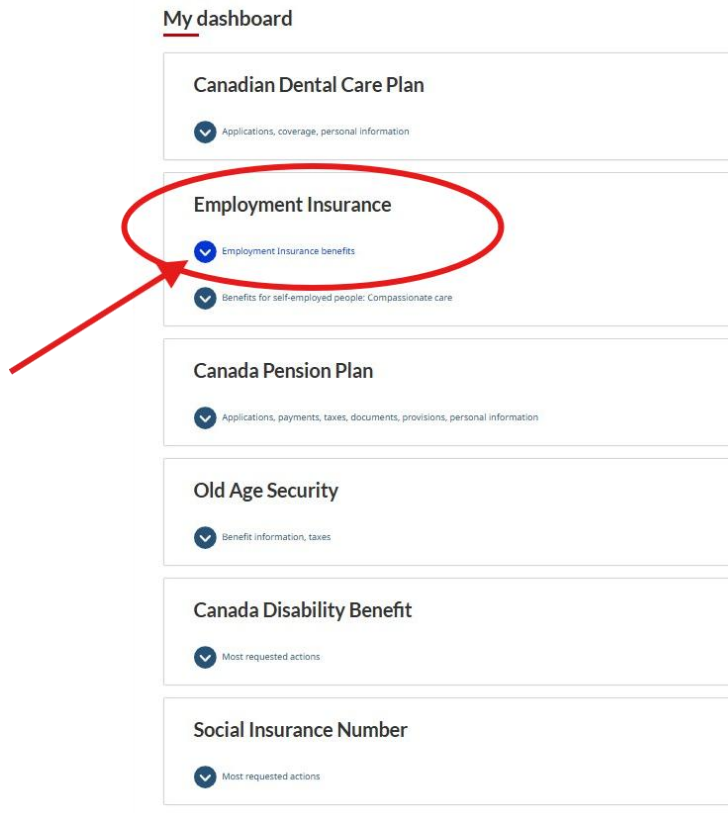 My dashboard
Canadian Dental Care Plan
Applications, coverage, personal information
Employment Insurance
Employment Insurance benefits
Benefits for self-employed people: Compassionate care
Canada Pension Plan
Applications, payments, taxes, documents, provisions, personal information
Old Age Security
Benefit information, taxes
Canada Disability Benefit
Most requested actions
Social Insurance Number
Most requested actions